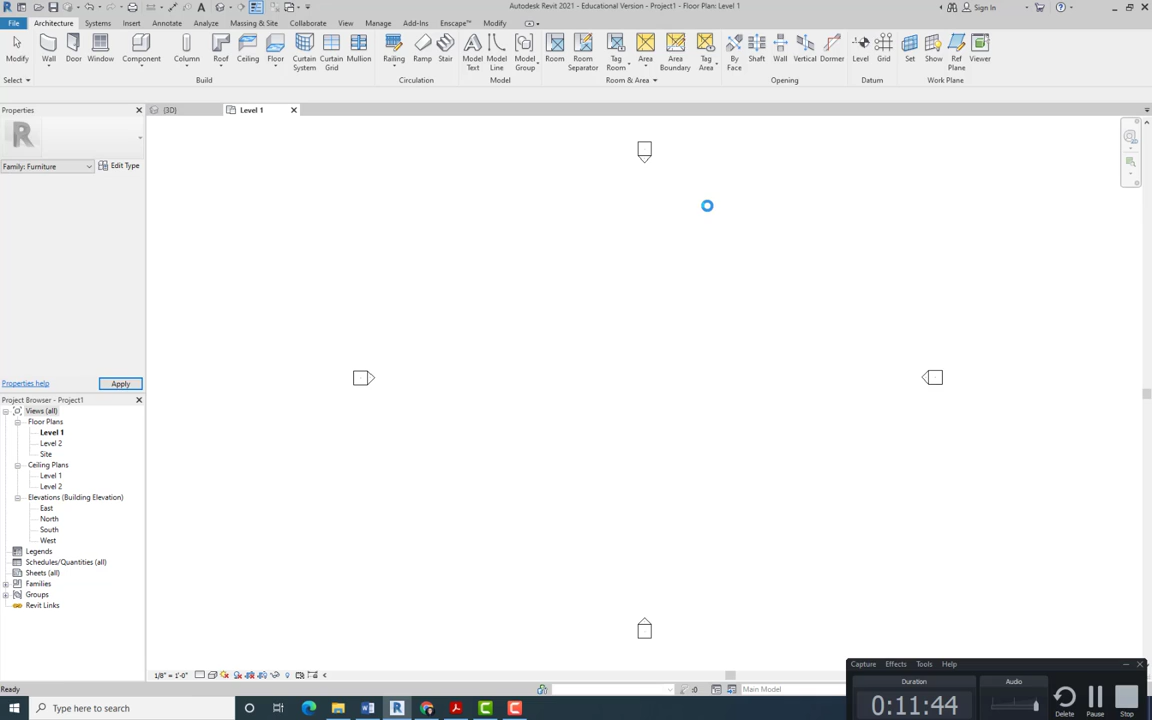 Autodesk Revit 2021 - Educational Version - Project1 - Floor Plan: Level 1
Sign In
File Architecture Systems Insert Annotate Analyze Massing & Site Collaborate View Manage Add-Ins Enscape™ Modify
Modify Wall Door Window Component Column Roof Ceiling Floor Curtain System Curtain Grid Mullion Railing Ramp Stair Model Text Model Line Model Group Room Room Separator Tag Room Area Area Boundary Tag Area By Face Shaft Wall Vertical Dormer Level Grid Set Show Ref Plane Viewer
Select Build Circulation Model Room & Area Opening Datum Work Plane
Properties
{3D}
Level 1
R
Family: Furniture
Edit Type
Properties help
Apply
Project Browser - Project1
Views (all)
Floor Plans
Level 1
Level 2
Site
Ceiling Plans
Level 1
Level 2
Elevations (Building Elevation)
East
North
South
West
Legends
Schedules/Quantities (all)
Sheets (all)
Families
Groups
Revit Links
1/8" = 1'-0"
Ready
:0
Main Model
Capture Effects Tools Help
Duration
Audio
0:11:44
Delete Pause Stop
Type here to search